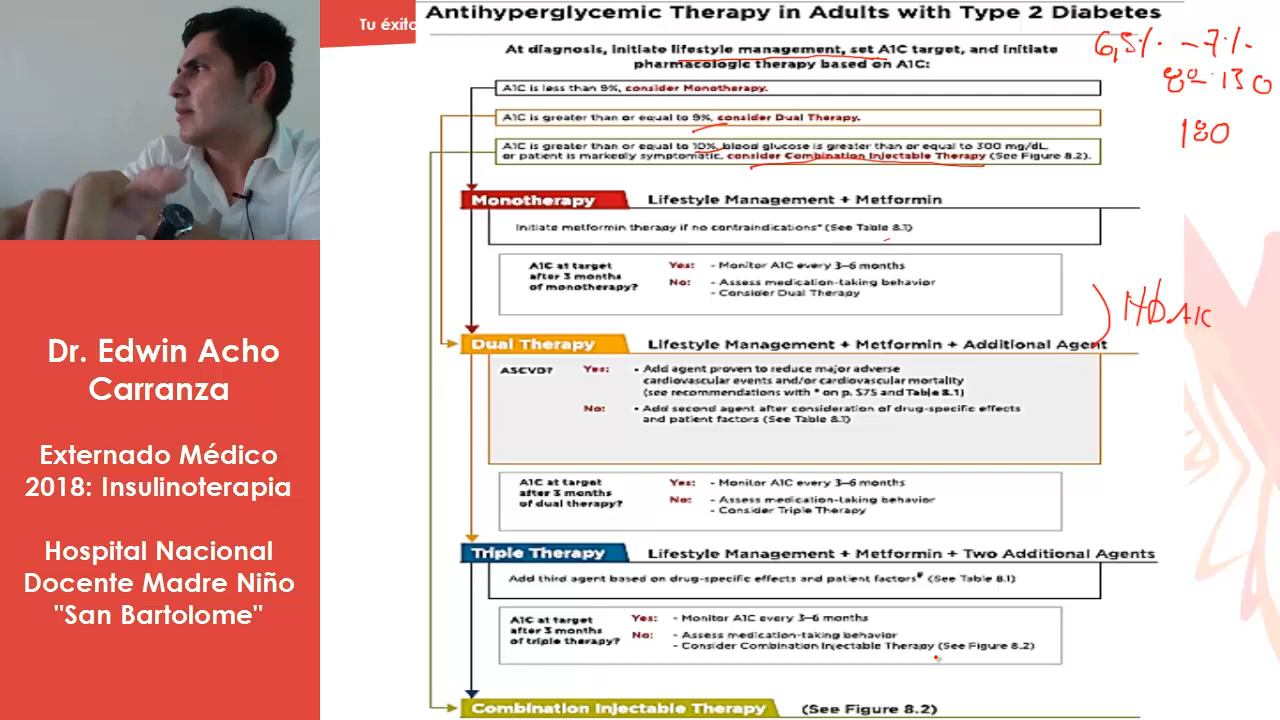 Tu éxito
Antihyperglycemic Therapy in Adults with Type 2 Diabetes
At diagnosis, initiate lifestyle management, set A1C target, and initiate
pharmacologic therapy based on A1C:
A1C is less than 9%, consider Monotherapy.
A1C is greater than or equal to 9%, consider Dual Therapy.
A1C is greater than or equal to 10%, blood glucose is greater than or equal to 300 mg/dL,
or patient is markedly symptomatic, consider Combination Injectable Therapy (See Figure 8.2).
6,5% - 7%
80-130
180
Monotherapy Lifestyle Management + Metformin
Initiate metformin therapy if no contraindications* (See Table 8.1)
A1C at target
after 3 months
of monotherapy?
Yes: - Monitor A1C every 3–6 months
No: - Assess medication-taking behavior
- Consider Dual Therapy
A1C
Dual Therapy Lifestyle Management + Metformin + Additional Agent
ASCVD?
Yes: • Add agent proven to reduce major adverse
cardiovascular events and/or cardiovascular mortality
(see recommendations with * on p. S75 and Table 8.1)
No: • Add second agent after consideration of drug-specific effects
and patient factors (See Table 8.1)
A1C at target
after 3 months
of dual therapy?
Yes: - Monitor A1C every 3–6 months
No: - Assess medication-taking behavior
- Consider Triple Therapy
Triple Therapy Lifestyle Management + Metformin + Two Additional Agents
Add third agent based on drug-specific effects and patient factors# (See Table 8.1)
A1C at target
after 3 months
of triple therapy?
Yes: - Monitor A1C every 3–6 months
No: - Assess medication-taking behavior
- Consider Combination Injectable Therapy (See Figure 8.2)
Combination Injectable Therapy (See Figure 8.2)
Dr. Edwin Acho
Carranza
Externado Médico
2018: Insulinoterapia
Hospital Nacional
Docente Madre Niño
"San Bartolome"